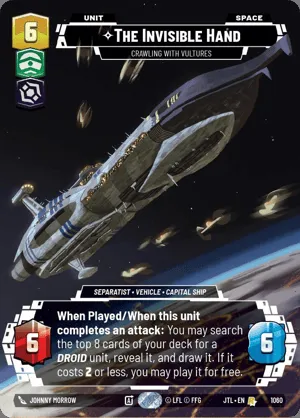 UNIT
SPACE
6
✧THE INVISIBLE HAND
CRAWLING WITH VULTURES
SEPARATIST • VEHICLE • CAPITAL SHIP
When Played/When this unit
completes an attack: You may search
the top 8 cards of your deck for a
DROID unit, reveal it, and draw it. If it
costs 2 or less, you may play it for free.
6
6
JOHNNY MORROW
© LFL © FFG
JTL • EN
1060